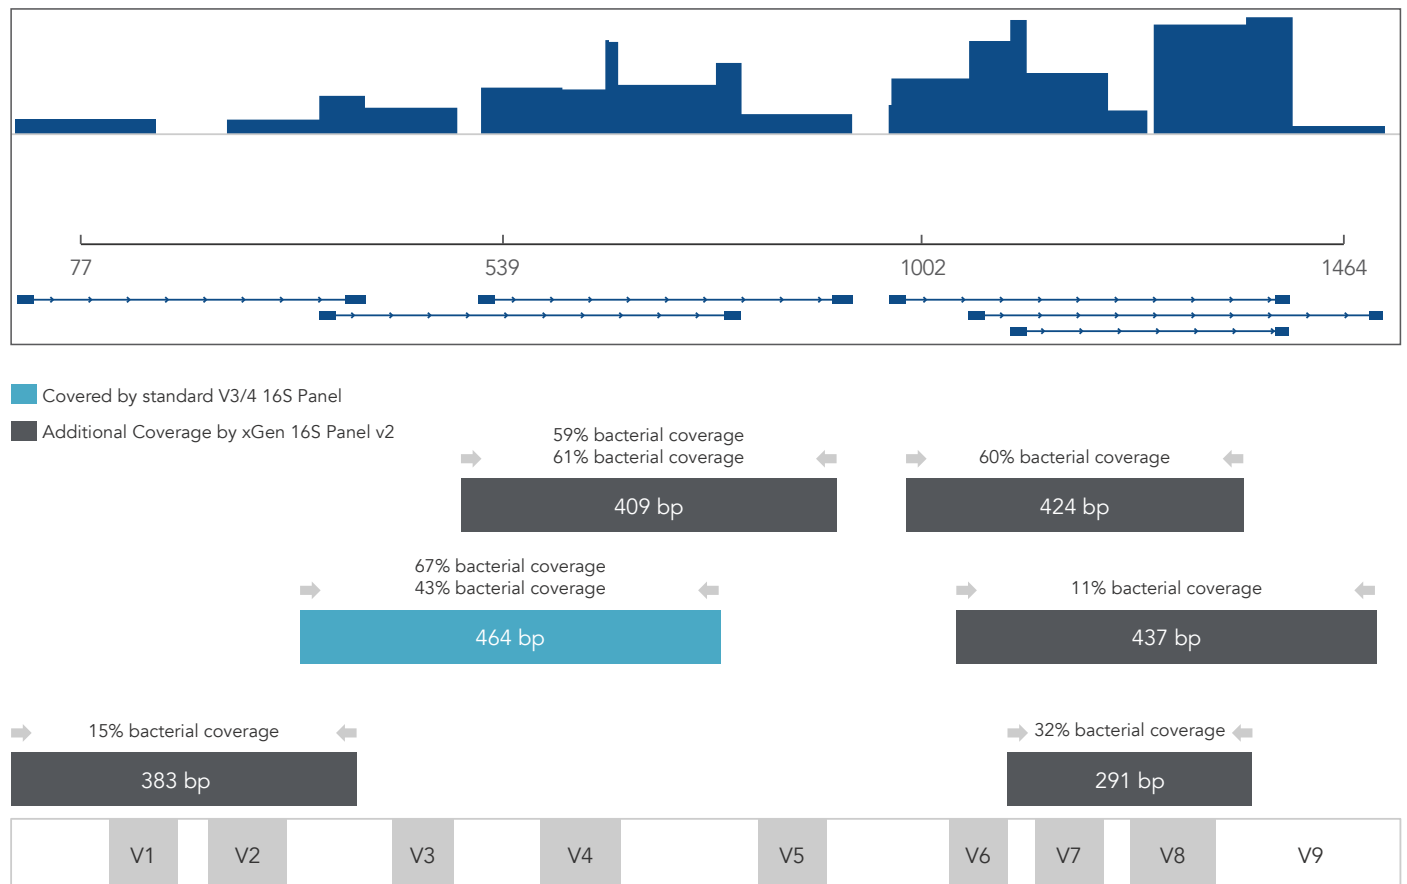 77
539
1002
1464
Covered by standard V3/4 16S Panel
Additional Coverage by xGen 16S Panel v2
59% bacterial coverage
61% bacterial coverage
60% bacterial coverage
409 bp
424 bp
67% bacterial coverage
43% bacterial coverage
11% bacterial coverage
464 bp
437 bp
15% bacterial coverage
32% bacterial coverage
383 bp
291 bp
V1
V2
V3
V4
V5
V6
V7
V8
V9